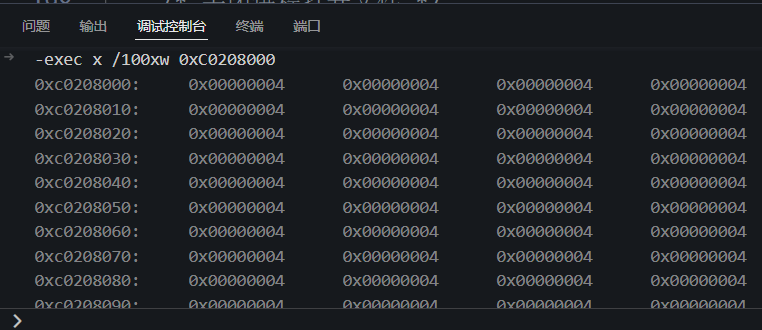 问题 输出 调试控制台 终端 端口
-exec x /100xw 0xC0208000
0xc0208000: 0x00000004 0x00000004 0x00000004 0x00000004
0xc0208010: 0x00000004 0x00000004 0x00000004 0x00000004
0xc0208020: 0x00000004 0x00000004 0x00000004 0x00000004
0xc0208030: 0x00000004 0x00000004 0x00000004 0x00000004
0xc0208040: 0x00000004 0x00000004 0x00000004 0x00000004
0xc0208050: 0x00000004 0x00000004 0x00000004 0x00000004
0xc0208060: 0x00000004 0x00000004 0x00000004 0x00000004
0xc0208070: 0x00000004 0x00000004 0x00000004 0x00000004
0xc0208080: 0x00000004 0x00000004 0x00000004 0x00000004
0xc0208090: 0x00000004 0x00000004 0x00000004 0x00000004